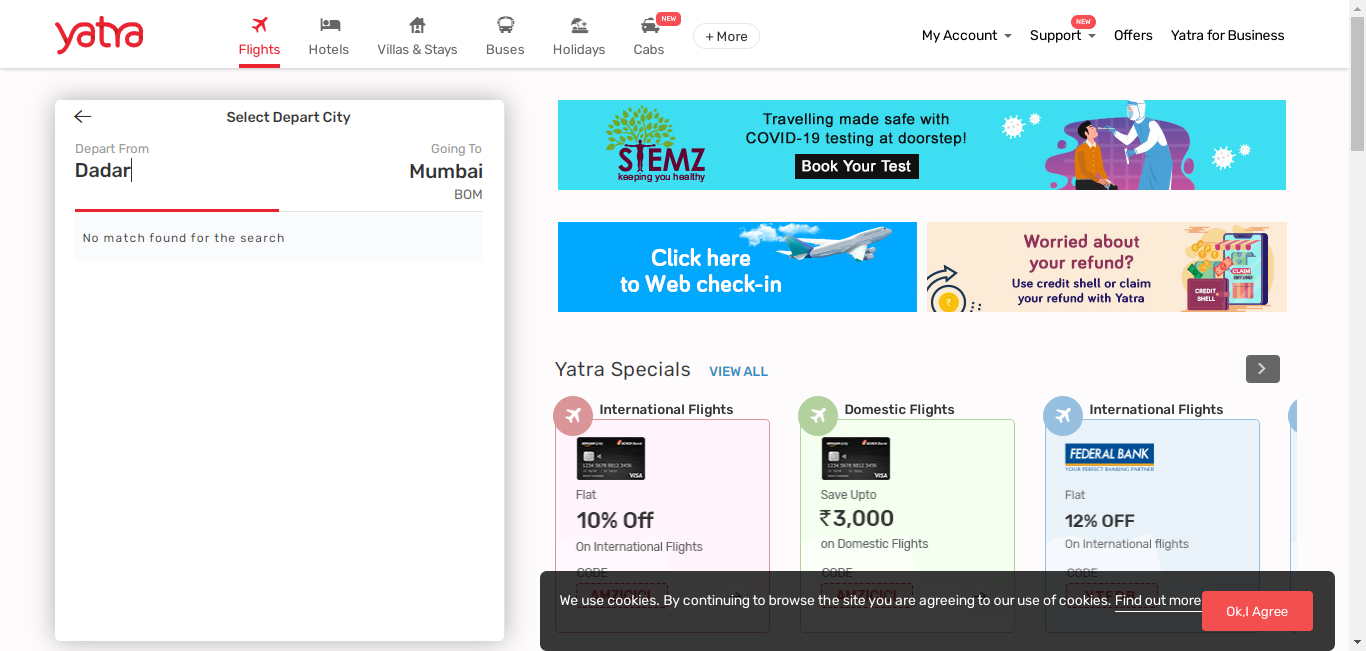 yatra
Flights
Hotels
Villas & Stays
Buses
Holidays
NEW
Cabs
+ More
My Account
NEW
Support
Offers
Yatra for Business
Select Depart City
Depart From
Dadar
Going To
Mumbai
BOM
No match found for the search
STEMZ
keeping you healthy
Travelling made safe with
COVID-19 testing at doorstep!
Book Your Test
Click here
to Web check-in
Worried about
your refund?
Use credit shell or claim
your refund with Yatra
CREDIT
SHELL
CLAIM
REFUND
Yatra Specials
VIEW ALL
International Flights
VISA
Flat
10% Off
On International Flights
CODE
Domestic Flights
VISA
Save Upto
₹3,000
on Domestic Flights
CODE
International Flights
FEDERAL BANK
YOUR PERFECT BANKING PARTNER
Flat
12% OFF
On International flights
CODE
We use cookies. By continuing to browse the site you are agreeing to our use of cookies. Find out more
Ok,I Agree